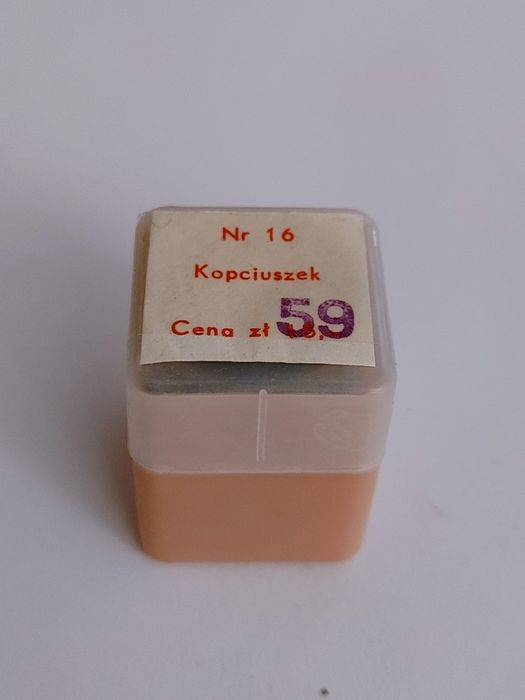 Nr 16
Kopciuszek
Cena zł 59